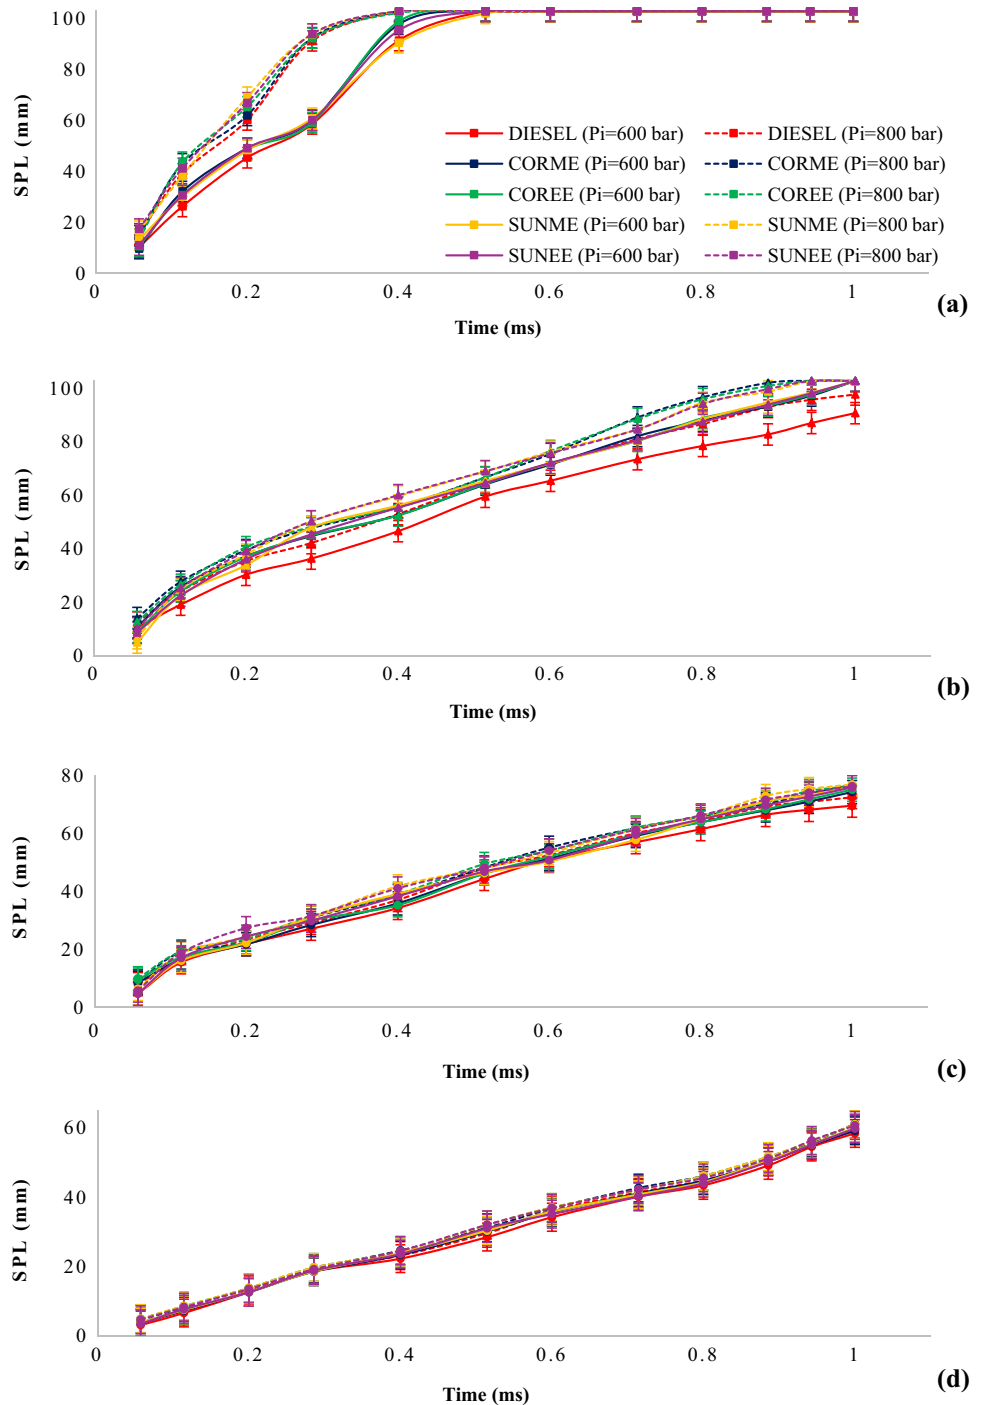 100
80
60
40
20
0
SPL (mm)
DIESEL (Pi=600 bar) DIESEL (Pi=800 bar)
CORME (Pi=600 bar) CORME (Pi=800 bar)
COREE (Pi=600 bar) COREE (Pi=800 bar)
SUNME (Pi=600 bar) SUNME (Pi=800 bar)
SUNEE (Pi=600 bar) SUNEE (Pi=800 bar)
0 0.2 0.4 0.6 0.8 1
(a)
Time (ms)
100
80
60
40
20
0
SPL (mm)
0 0.2 0.4 0.6 0.8 1
(b)
Time (ms)
80
60
40
20
0
SPL (mm)
0 0.2 0.4 0.6 0.8 1
(c)
Time (ms)
60
40
20
0
SPL (mm)
0 0.2 0.4 0.6 0.8 1
(d)
Time (ms)